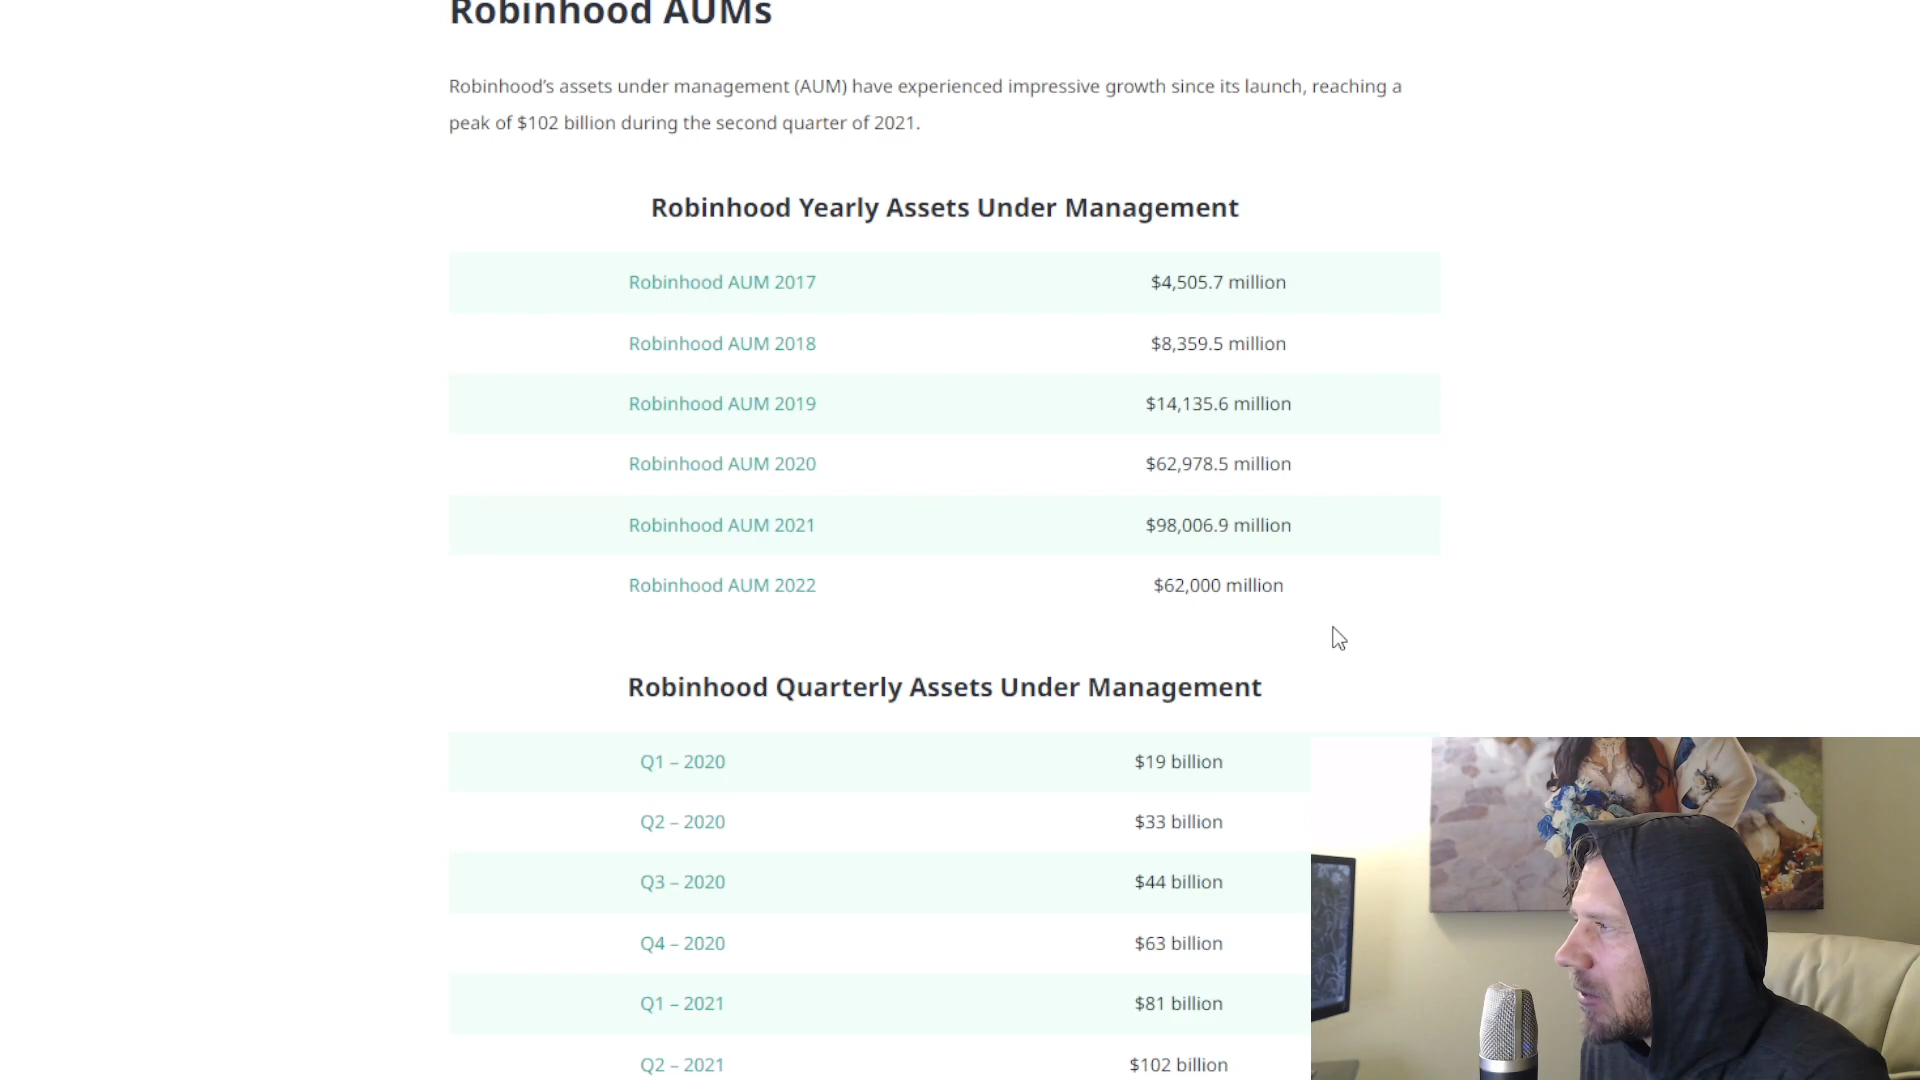 Robinhood AUMs
Robinhood's assets under management (AUM) have experienced impressive growth since its launch, reaching a
peak of $102 billion during the second quarter of 2021.
Robinhood Yearly Assets Under Management
Robinhood AUM 2017 $4,505.7 million
Robinhood AUM 2018 $8,359.5 million
Robinhood AUM 2019 $14,135.6 million
Robinhood AUM 2020 $62,978.5 million
Robinhood AUM 2021 $98,006.9 million
Robinhood AUM 2022 $62,000 million
Robinhood Quarterly Assets Under Management
Q1 – 2020 $19 billion
Q2 – 2020 $33 billion
Q3 – 2020 $44 billion
Q4 – 2020 $63 billion
Q1 – 2021 $81 billion
Q2 – 2021 $102 billion